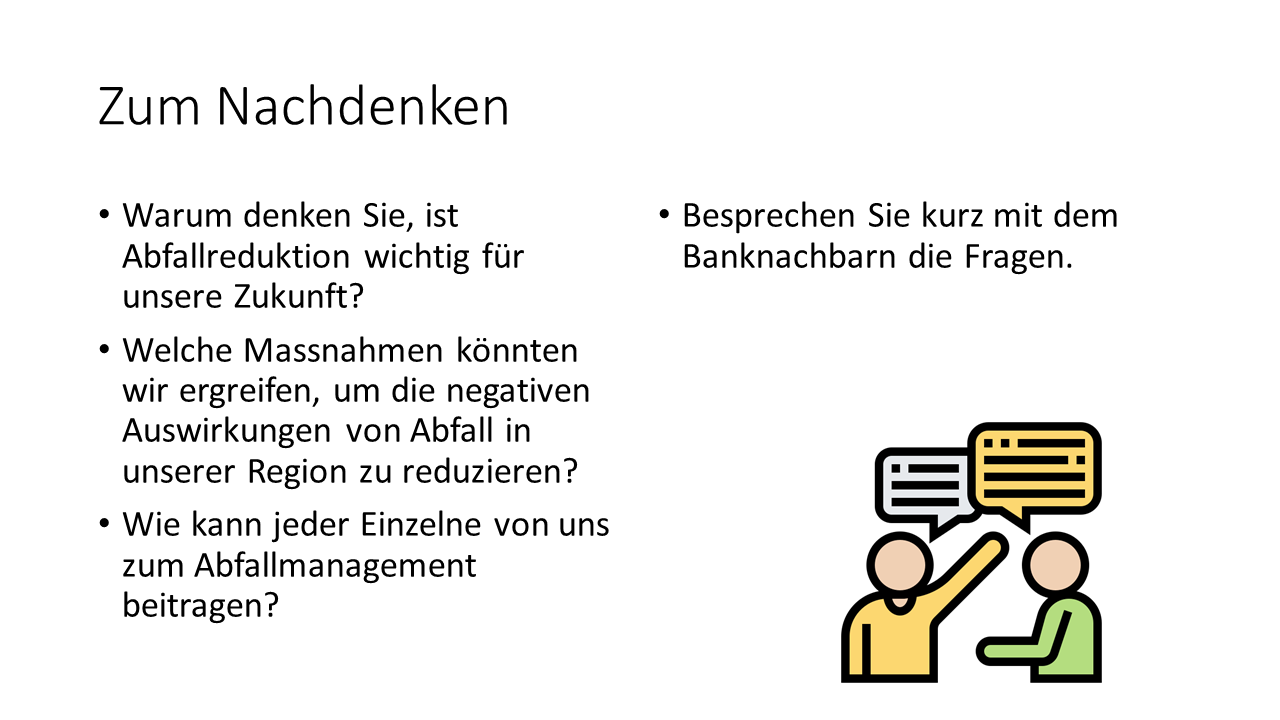 Zum Nachdenken
• Warum denken Sie, ist
Abfallreduktion wichtig für
unsere Zukunft?
• Welche Massnahmen könnten
wir ergreifen, um die negativen
Auswirkungen von Abfall in
unserer Region zu reduzieren?
• Wie kann jeder Einzelne von uns
zum Abfallmanagement
beitragen?
• Besprechen Sie kurz mit dem
Banknachbarn die Fragen.